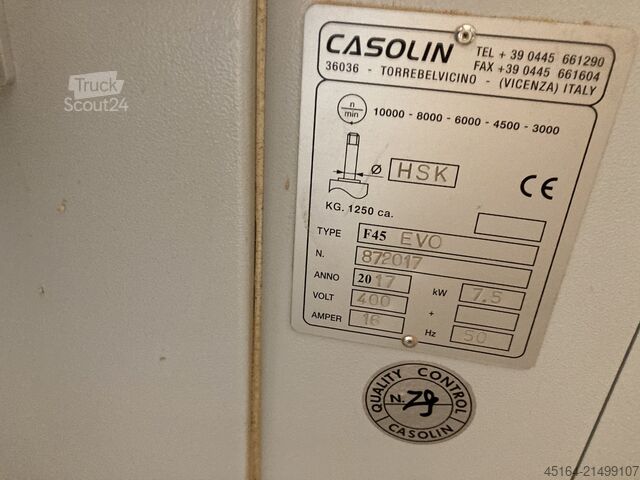 Truck
Scout24
CASOLIN
TEL + 39 0445 661290
FAX +39 0445 661604
36036 - TORREBELVICINO - (VICENZA) ITALY
n
min
10000 - 8000 - 6000 - 4500 - 3000
Ø HSK
CE
KG. 1250 ca.
TYPE F45 EVO
N. 872017
ANNO 2017 kW 7.5
VOLT 400 +
AMPER 16 Hz 50
QUALITY CONTROL
N. 29
CASOLIN
45164-21499107